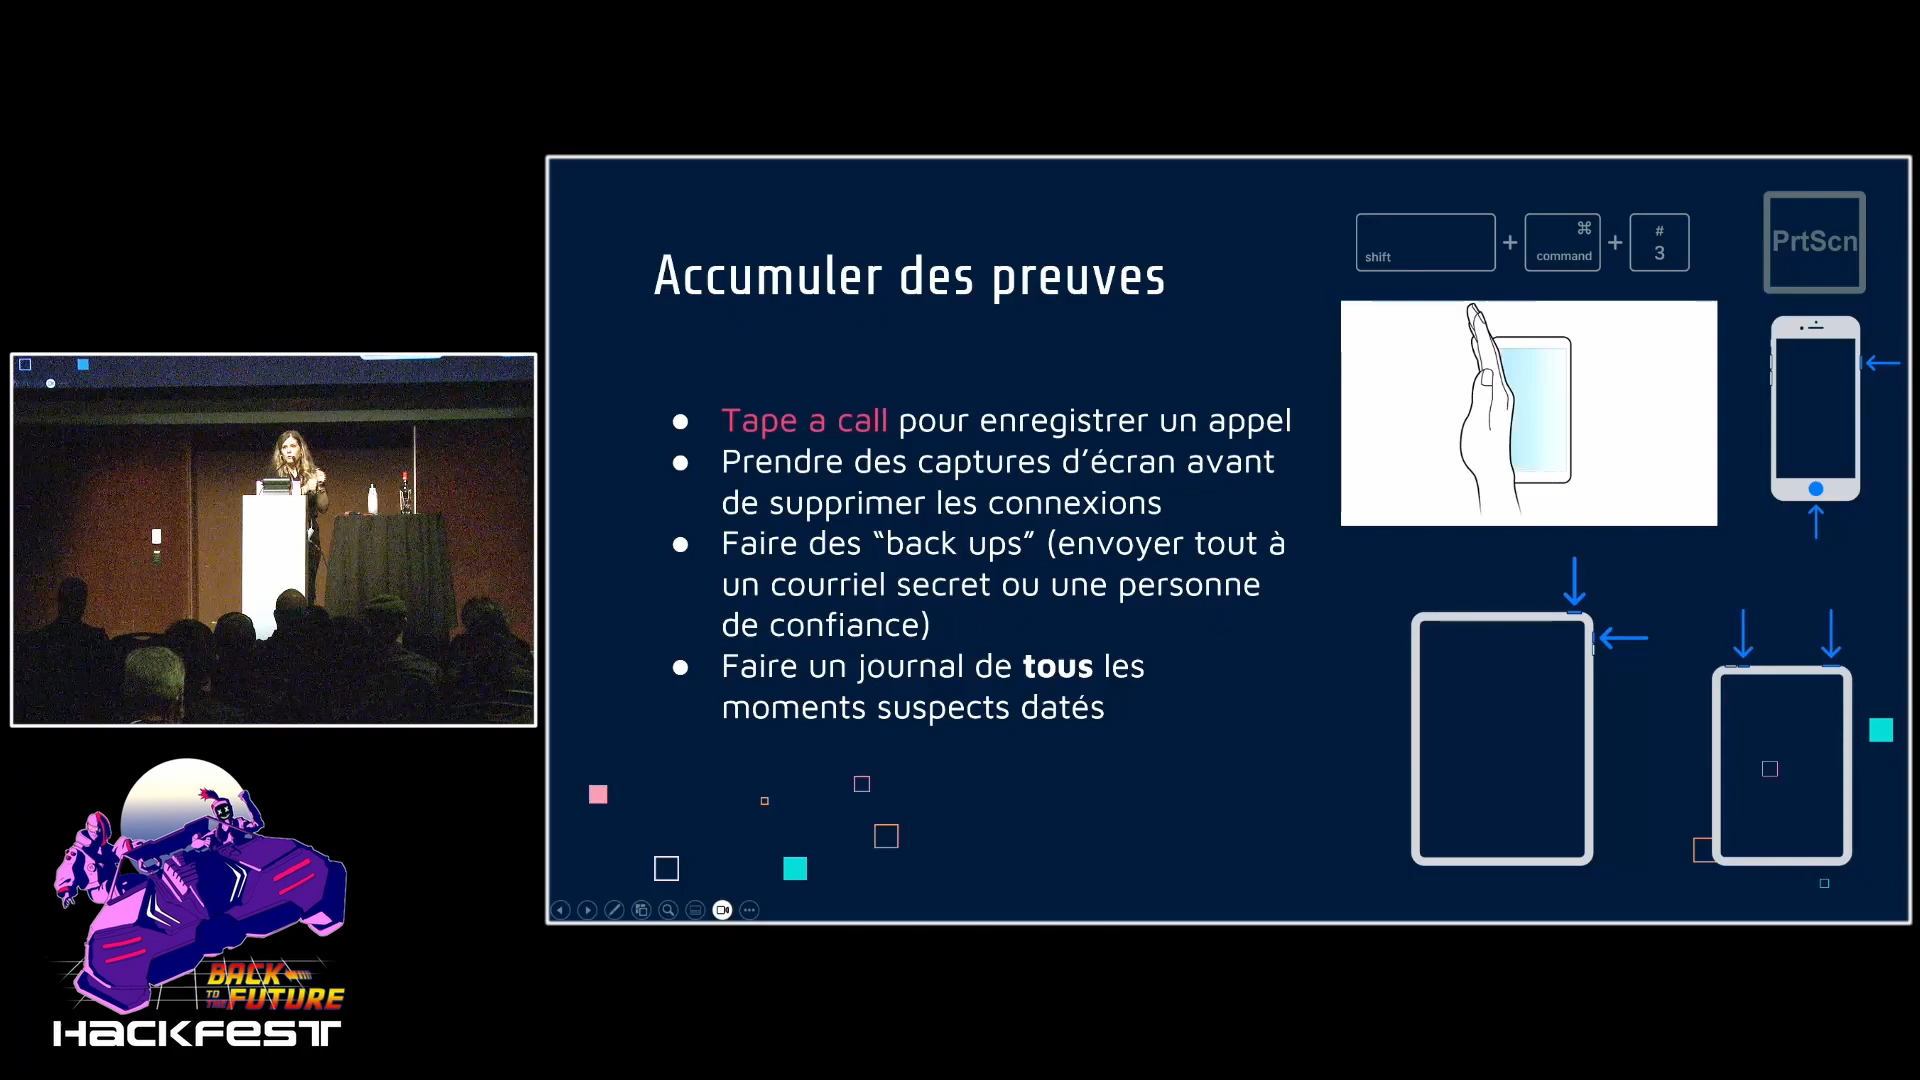 Accumuler des preuves
● Tape a call pour enregistrer un appel
● Prendre des captures d’écran avant
de supprimer les connexions
● Faire des “back ups” (envoyer tout à
un courriel secret ou une personne
de confiance)
● Faire un journal de tous les
moments suspects datés
shift
+
⌘
command
+
#
3
PrtScn
BACK
TO THE FUTURE
HACKFEST